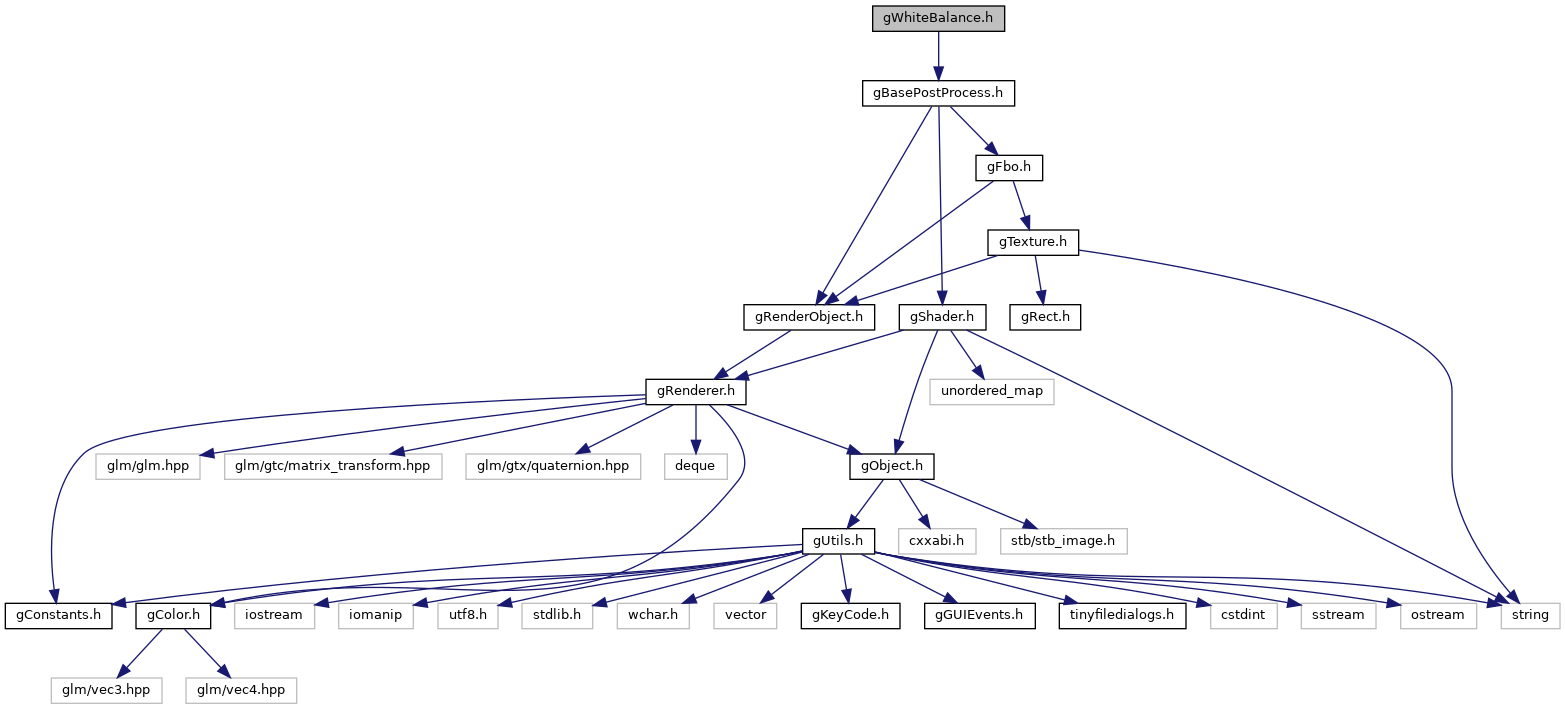 gWhiteBalance.h
gBasePostProcess.h
gFbo.h
gTexture.h
gRenderObject.h
gShader.h
gRect.h
gRenderer.h
unordered_map
glm/glm.hpp
glm/gtc/matrix_transform.hpp
glm/gtx/quaternion.hpp
deque
gObject.h
gUtils.h
cxxabi.h
stb/stb_image.h
gConstants.h
gColor.h
iostream
iomanip
utf8.h
stdlib.h
wchar.h
vector
gKeyCode.h
gGUIEvents.h
tinyfiledialogs.h
cstdint
sstream
ostream
string
glm/vec3.hpp
glm/vec4.hpp